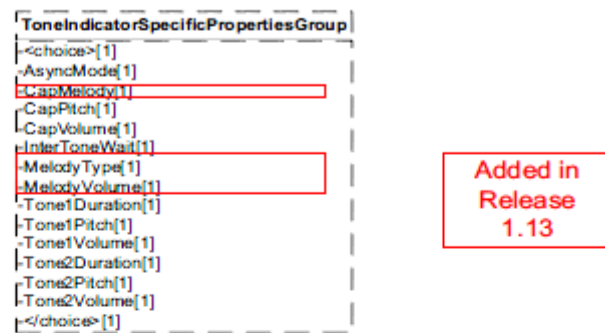 ToneIndicatorSpecificPropertiesGroup
-<choice>[1]
-AsyncMode[1]
-CapMelody[1]
-CapPitch[1]
-CapVolume[1]
-InterToneWait[1]
-MelodyType[1]
-MelodyVolume[1]
-Tone1Duration[1]
-Tone1Pitch[1]
-Tone1Volume[1]
-Tone2Duration[1]
-Tone2Pitch[1]
-Tone2Volume[1]
-</choice>[1]
Added in
Release
1.13